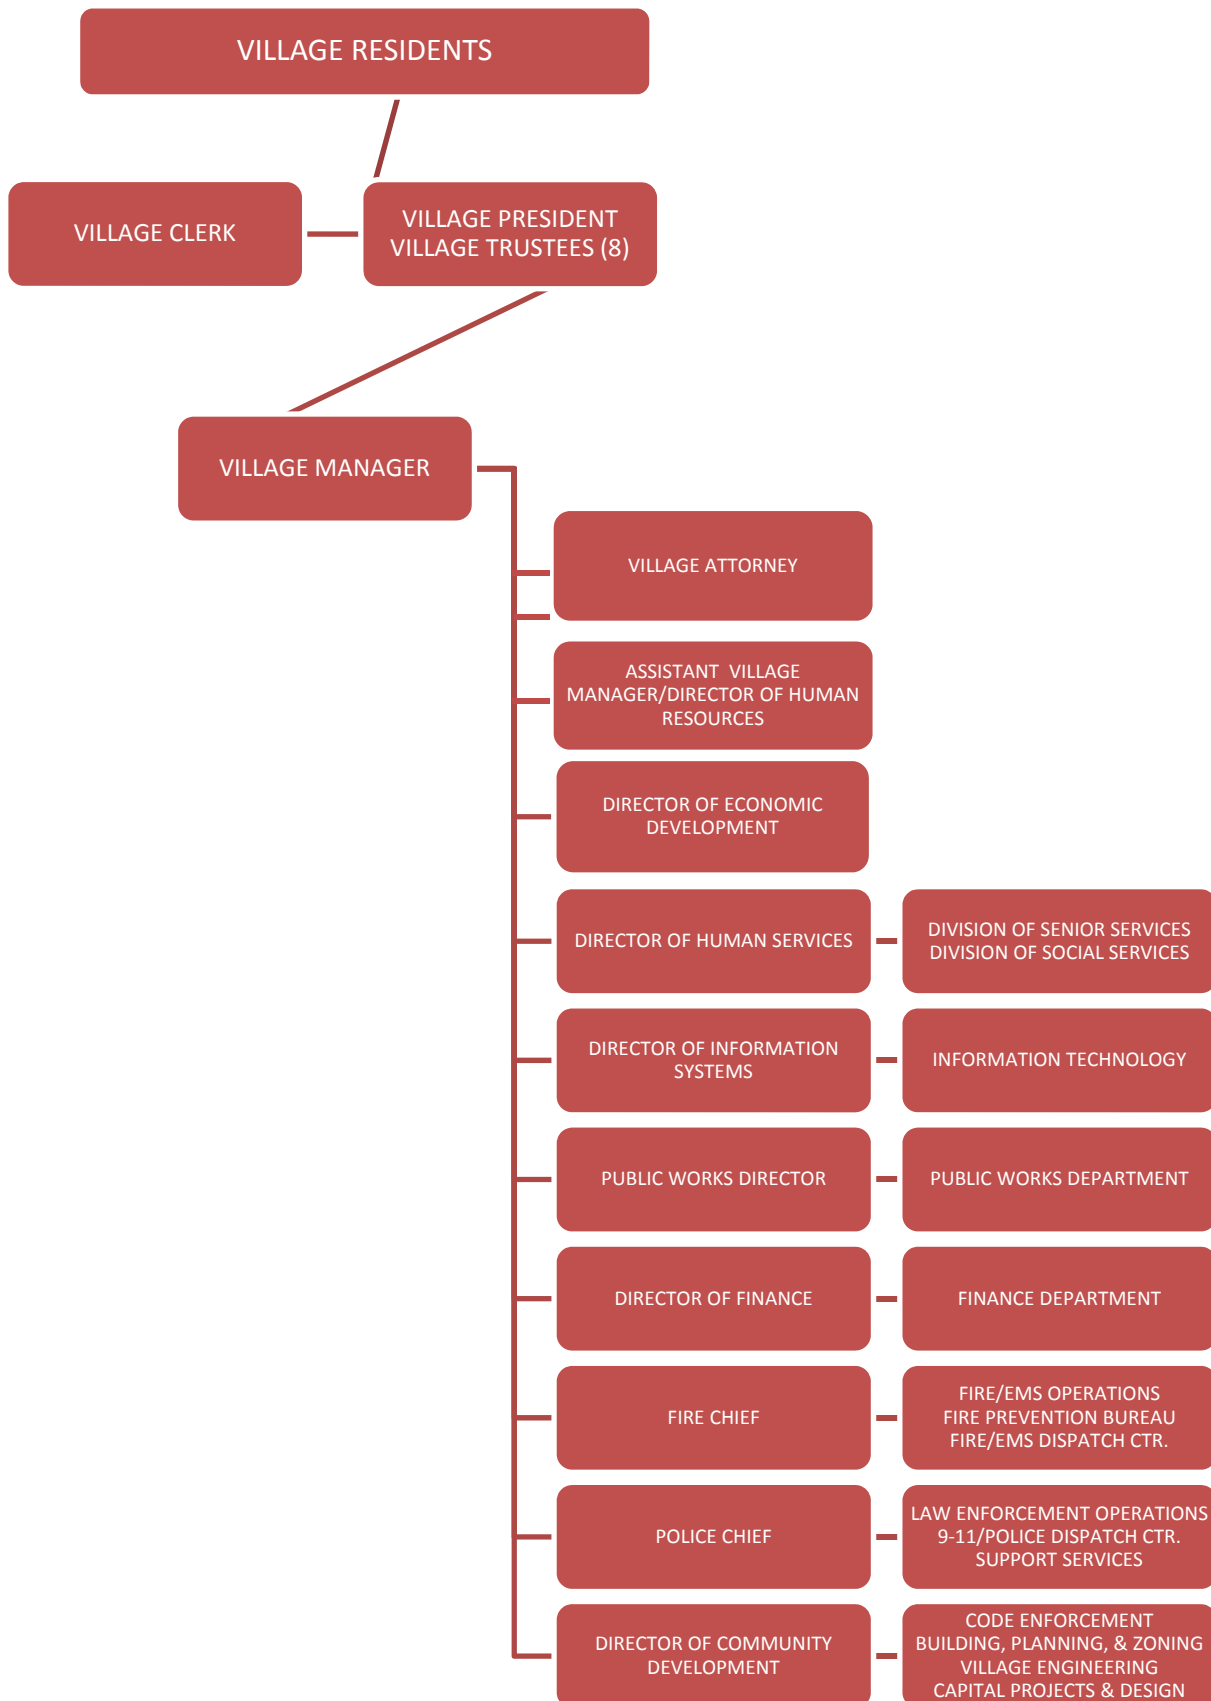 VILLAGE RESIDENTS
VILLAGE CLERK
VILLAGE PRESIDENT
VILLAGE TRUSTEES (8)
VILLAGE MANAGER
VILLAGE ATTORNEY
ASSISTANT VILLAGE
MANAGER/DIRECTOR OF HUMAN
RESOURCES
DIRECTOR OF ECONOMIC
DEVELOPMENT
DIRECTOR OF HUMAN SERVICES
DIVISION OF SENIOR SERVICES
DIVISION OF SOCIAL SERVICES
DIRECTOR OF INFORMATION
SYSTEMS
INFORMATION TECHNOLOGY
PUBLIC WORKS DIRECTOR
PUBLIC WORKS DEPARTMENT
DIRECTOR OF FINANCE
FINANCE DEPARTMENT
FIRE CHIEF
FIRE/EMS OPERATIONS
FIRE PREVENTION BUREAU
FIRE/EMS DISPATCH CTR.
POLICE CHIEF
LAW ENFORCEMENT OPERATIONS
9-11/POLICE DISPATCH CTR.
SUPPORT SERVICES
DIRECTOR OF COMMUNITY
DEVELOPMENT
CODE ENFORCEMENT
BUILDING, PLANNING, & ZONING
VILLAGE ENGINEERING
CAPITAL PROJECTS & DESIGN